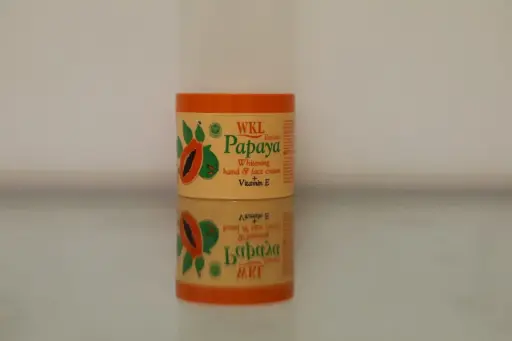 WKL
Papaya
Whitening
hand & face cream
+
Vitamin E